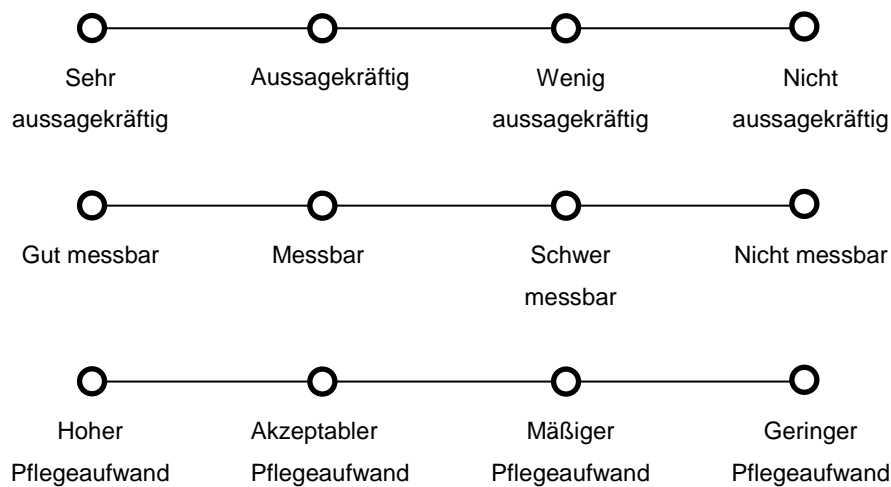 Sehr Aussagekräftig Wenig Nicht
aussagekräftig aussagekräftig aussagekräftig
Gut messbar Messbar Schwer Nicht messbar
messbar
Hoher Akzeptabler Mäßiger Geringer
Pflegeaufwand Pflegeaufwand Pflegeaufwand Pflegeaufwand